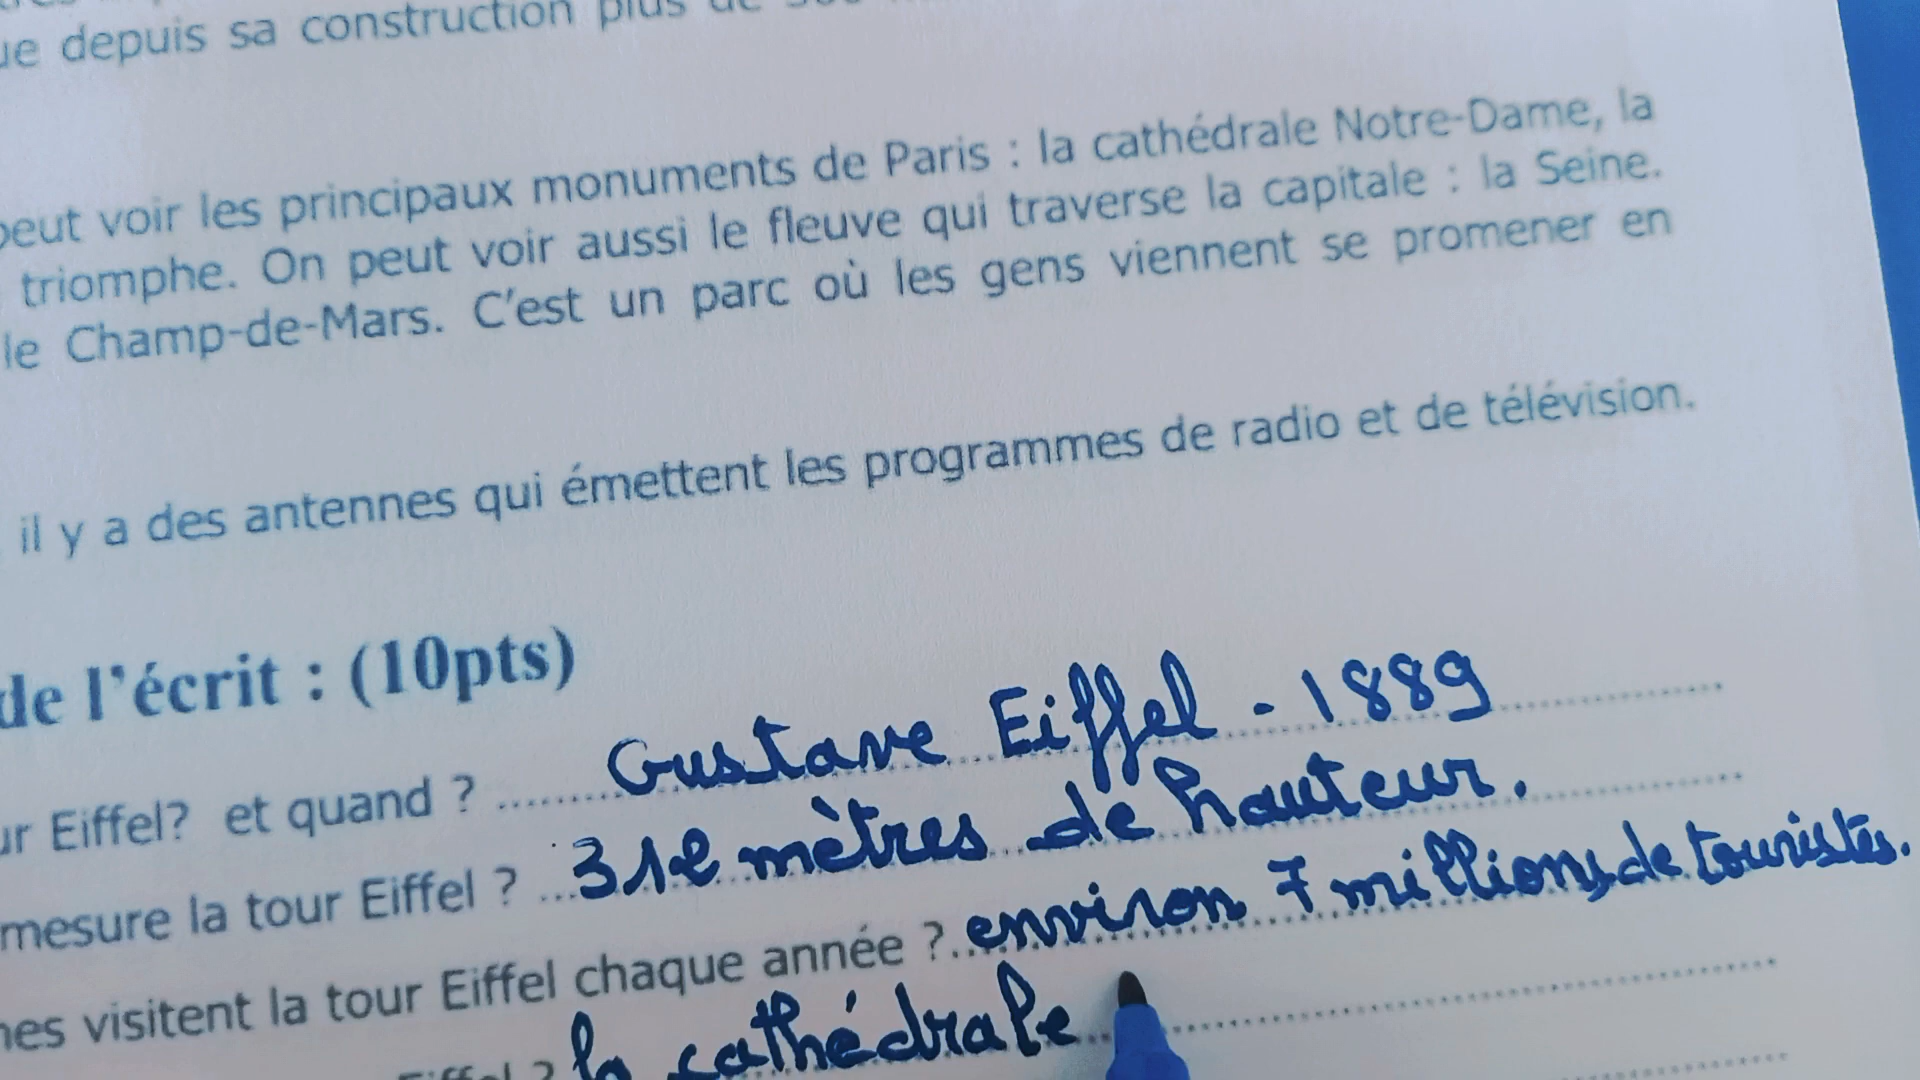 ue depuis sa construction plus de
peut voir les principaux monuments de Paris : la cathédrale Notre-Dame, la
triomphe. On peut voir aussi le fleuve qui traverse la capitale : la Seine.
le Champ-de-Mars. C'est un parc où les gens viennent se promener en
il y a des antennes qui émettent les programmes de radio et de télévision.
de l'écrit : (10pts)
ur Eiffel? et quand ? Gustave Eiffel - 1889
mesure la tour Eiffel ? 312 mètres de hauteur.
nes visitent la tour Eiffel chaque année ? environ 7 millions de touristes.
Eiffel ? la cathédrale